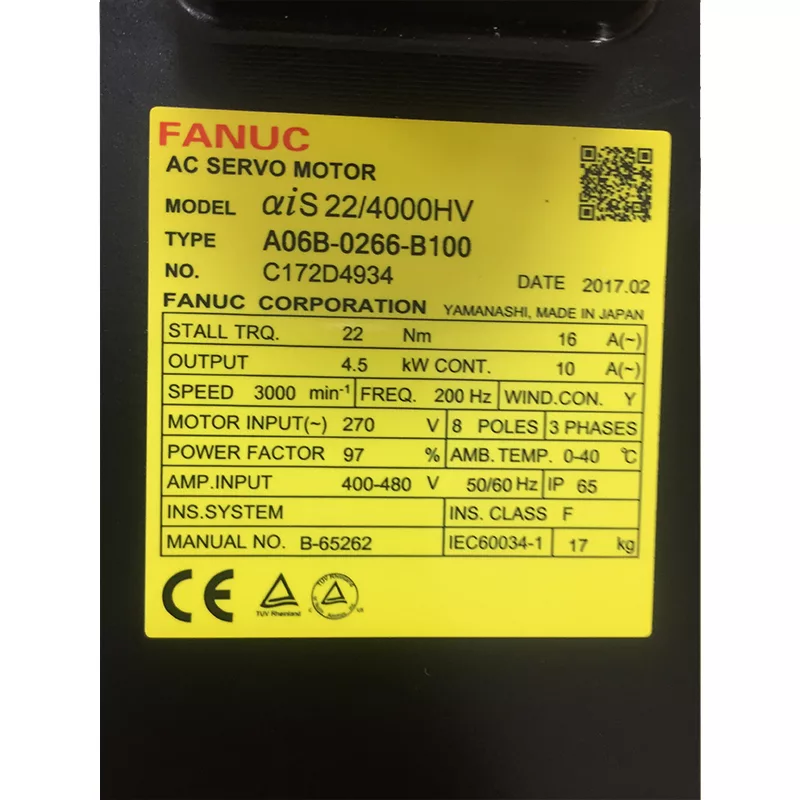 FANUC
AC SERVO MOTOR
MODEL αiS 22/4000HV
TYPE A06B-0266-B100
NO. C172D4934 DATE 2017.02
FANUC CORPORATION YAMANASHI, MADE IN JAPAN
STALL TRQ. 22 Nm 16 A(~)
OUTPUT 4.5 kW CONT. 10 A(~)
SPEED 3000 min⁻¹ FREQ. 200 Hz WIND.CON. Y
MOTOR INPUT(~) 270 V 8 POLES 3 PHASES
POWER FACTOR 97 % AMB.TEMP. 0-40 ℃
AMP.INPUT 400-480 V 50/60 Hz IP 65
INS.SYSTEM INS. CLASS F
MANUAL NO. B-65262 IEC60034-1 17 kg
CE
TUV Rheinland